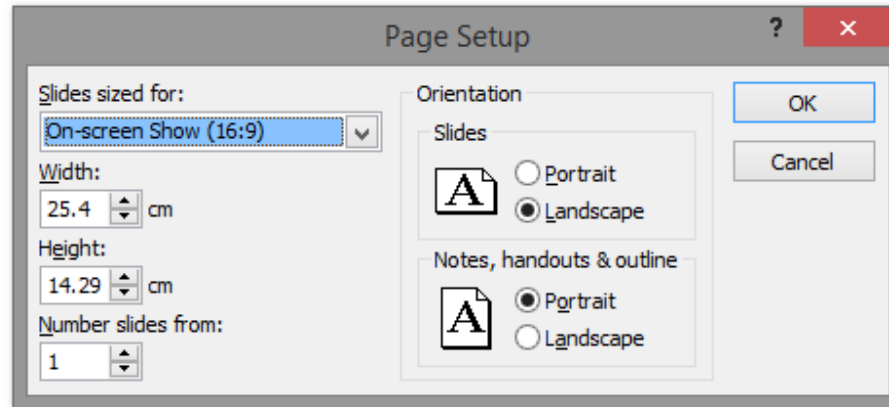 Page Setup
?
Slides sized for:
On-screen Show (16:9)
Width:
25.4 cm
Height:
14.29 cm
Number slides from:
1
Orientation
Slides
A
Portrait
Landscape
Notes, handouts & outline
A
Portrait
Landscape
OK
Cancel